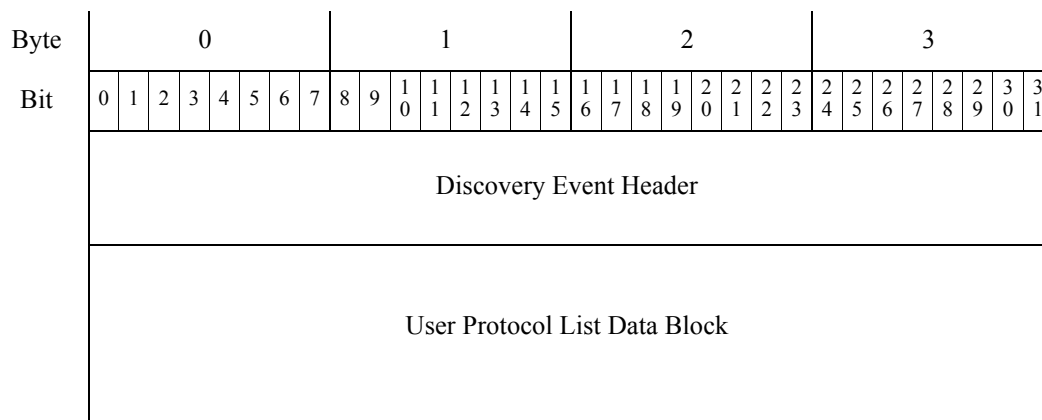 Byte 0 1 2 3
Bit 0 1 2 3 4 5 6 7 8 9 10 11 12 13 14 15 16 17 18 19 20 21 22 23 24 25 26 27 28 29 30 31
Discovery Event Header
User Protocol List Data Block